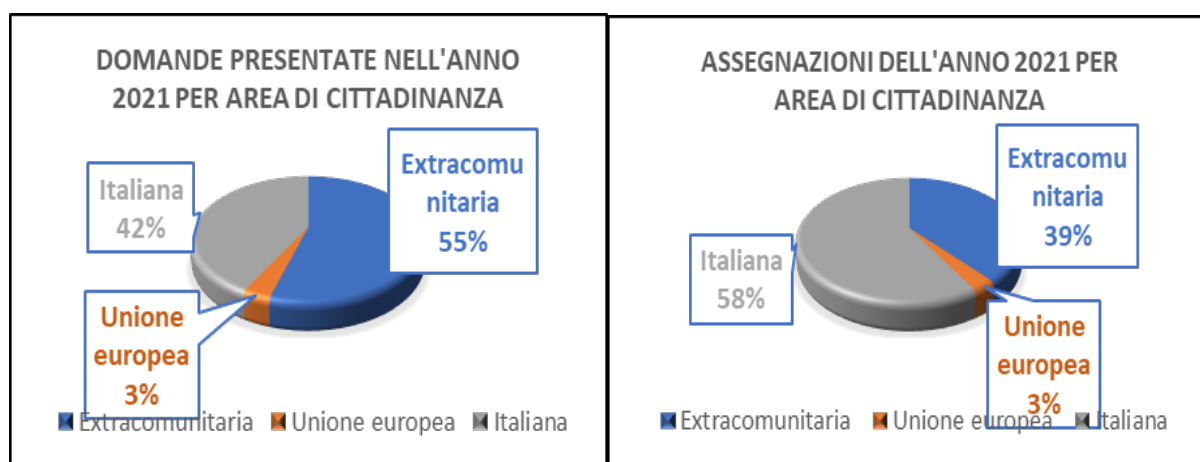 DOMANDE PRESENTATE NELL'ANNO
2021 PER AREA DI CITTADINANZA
Extracomu
nitaria
55%
Italiana
42%
Unione
europea
3%
Extracomunitaria Unione europea Italiana
ASSEGNAZIONI DELL'ANNO 2021 PER
AREA DI CITTADINANZA
Extracomu
nitaria
39%
Italiana
58%
Unione
europea
3%
Extracomunitaria Unione europea Italiana